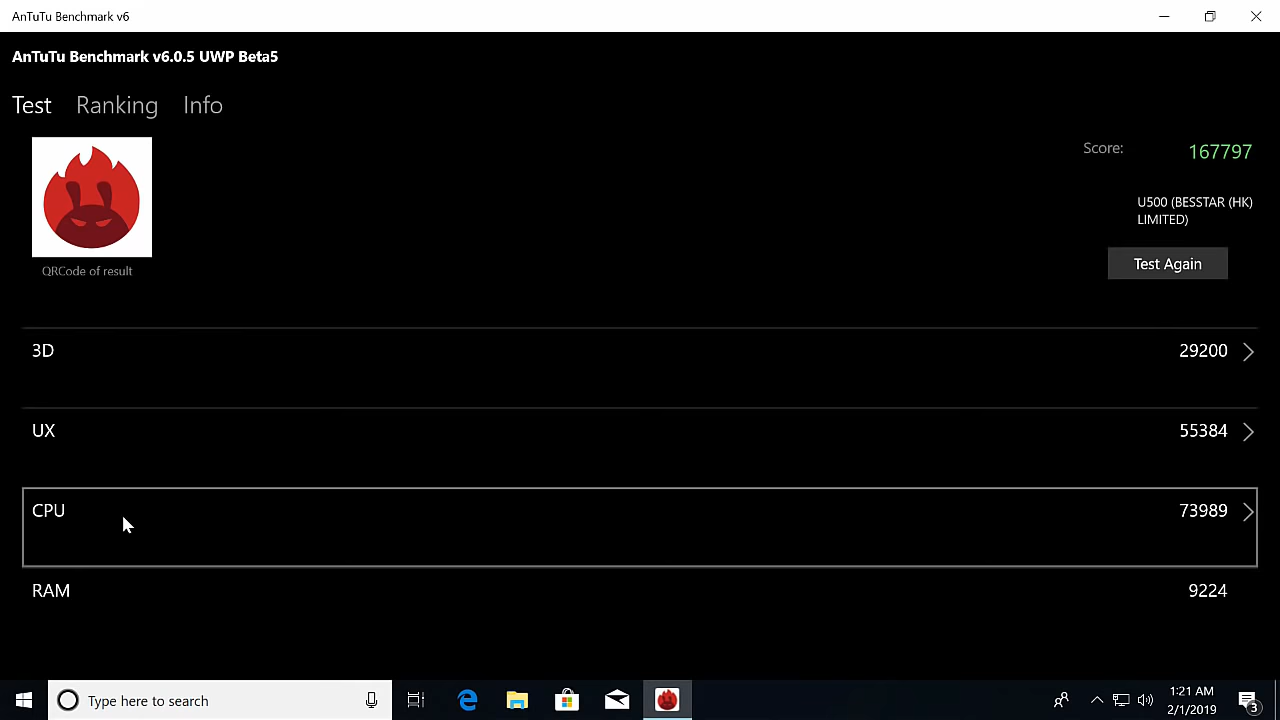 AnTuTu Benchmark v6
AnTuTu Benchmark v6.0.5 UWP Beta5
Test Ranking Info
Score: 167797
U500 (BESSTAR (HK)
LIMITED)
QRCode of result
Test Again
3D 29200
UX 55384
CPU 73989
RAM 9224
Type here to search
1:21 AM
2/1/2019
3